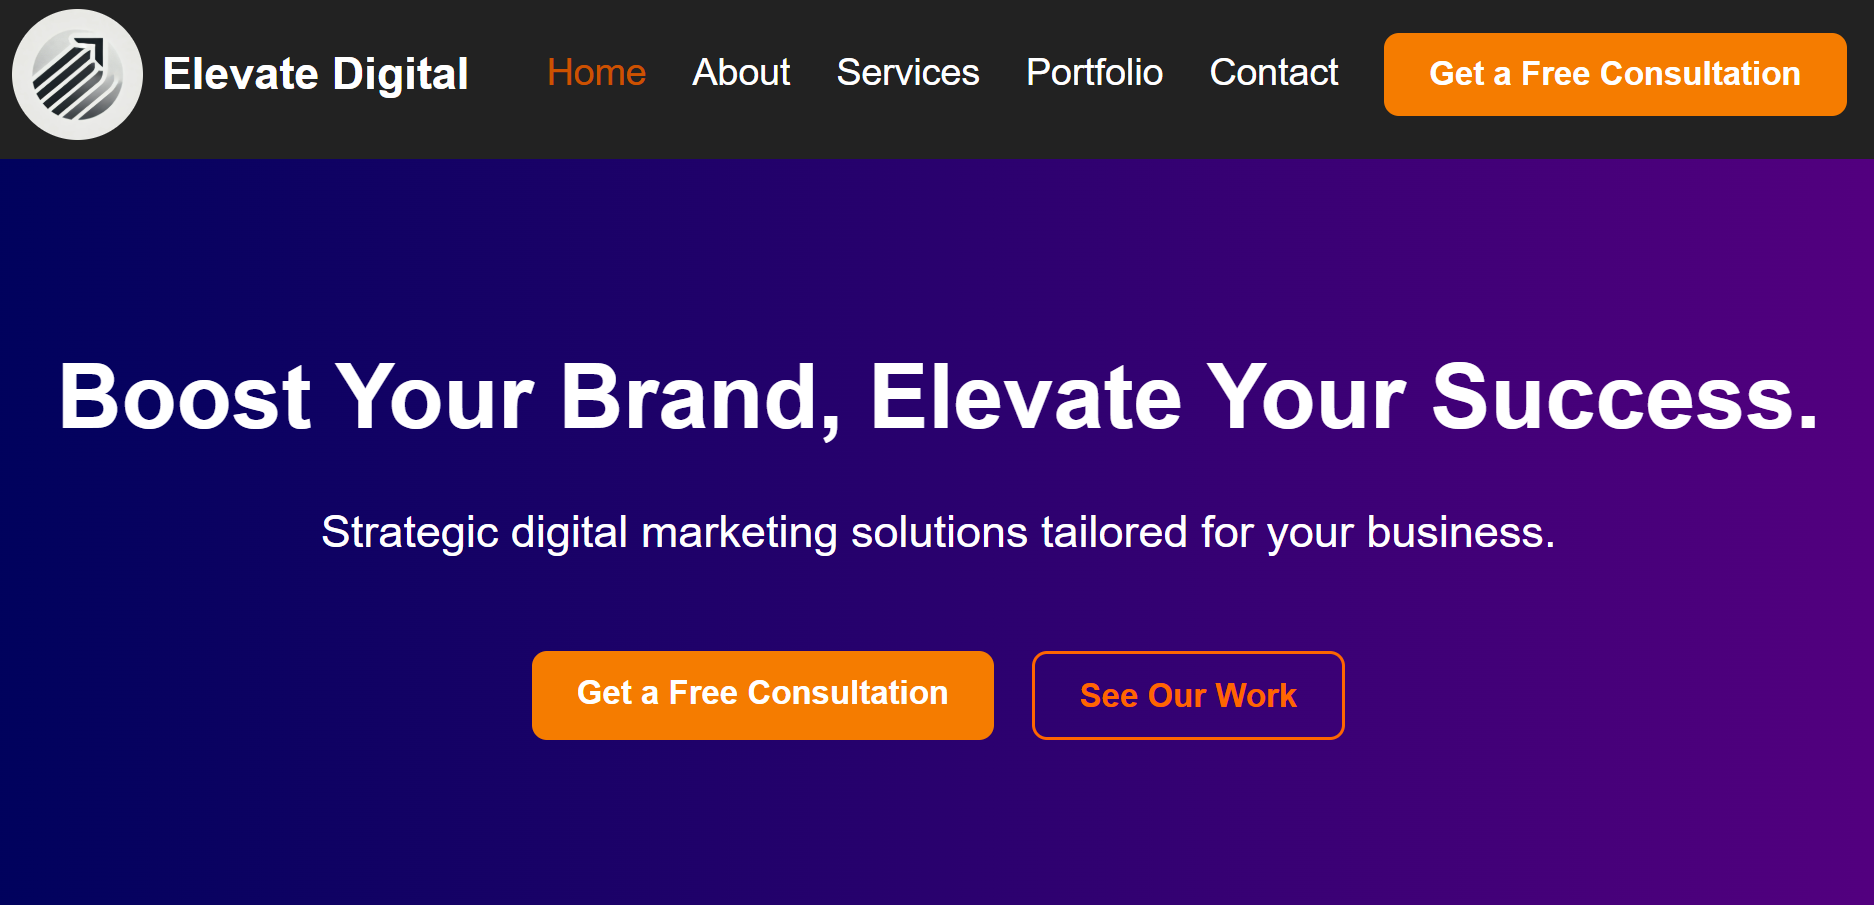 Elevate Digital
Home About Services Portfolio Contact Get a Free Consultation
Boost Your Brand, Elevate Your Success.
Strategic digital marketing solutions tailored for your business.
Get a Free Consultation See Our Work